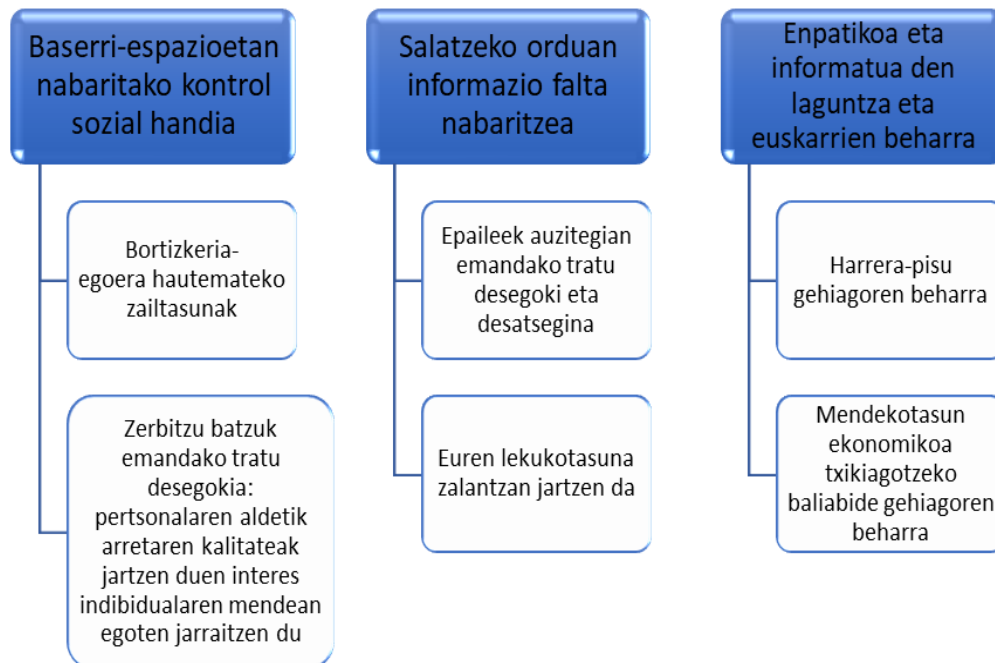 Baserri-espazioetan
nabaritako kontrol
sozial handia
Bortizkeria-
egoera hautemateko
zailtasunak
Zerbitzu batzuk
emandako tratu
desegokia:
pertsonalaren aldetik
arretaren kalitateak
jartzen duen interes
indibidualaren mendean
egoten jarraitzen du
Salatzeko orduan
informazio falta
nabaritzea
Epaileek auzitegian
emandako tratu
desegoki eta
desatsegina
Euren lekukotasuna
zalantzan jartzen da
Enpatikoa eta
informatua den
laguntza eta
euskarrien beharra
Harrera-pisu
gehiagoren beharra
Mendekotasun
ekonomikoa
txikiagotzeko
baliabide gehiagoren
beharra